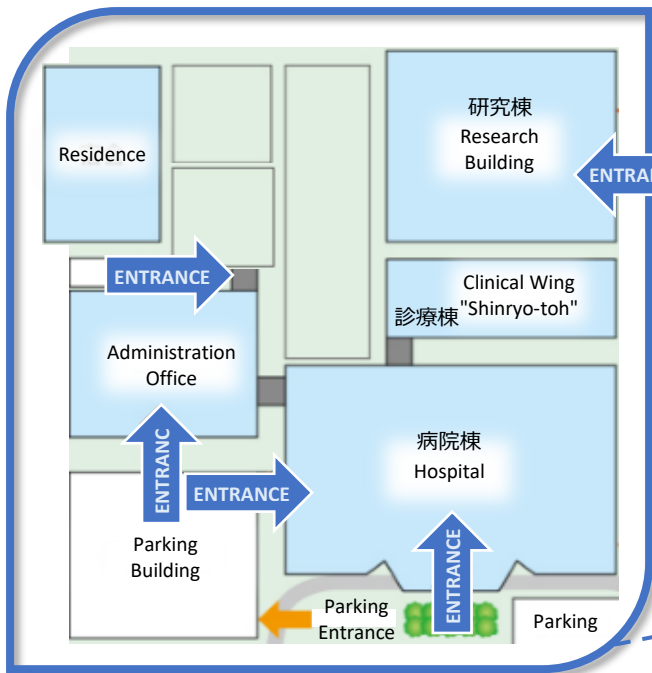 研究棟
Research
Building
Residence
ENTRAN
ENTRANCE
Clinical Wing
"Shinryo-toh"
診療棟
Administration
Office
病院棟
Hospital
ENTRANC
ENTRANCE
Parking
Building
ENTRANCE
Parking
Entrance
Parking